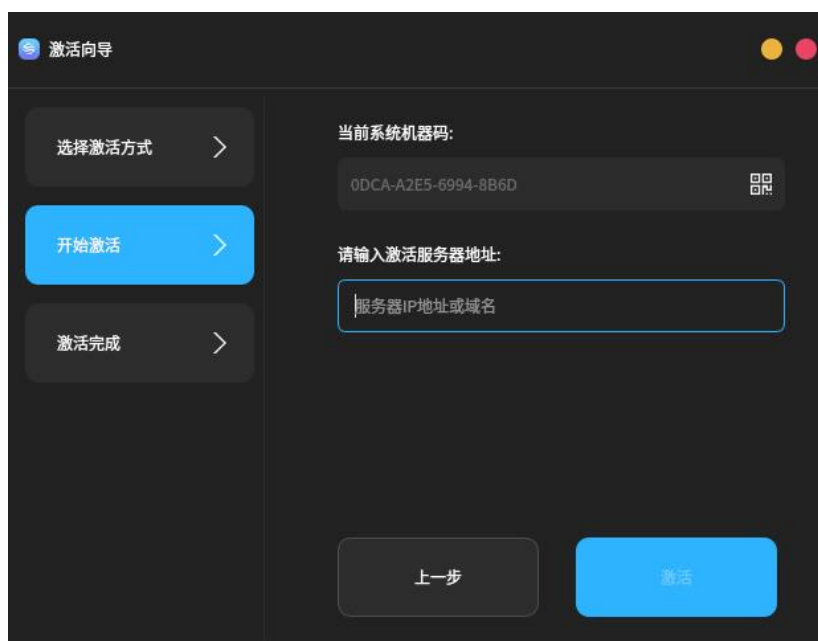 激活向导
选择激活方式
开始激活
激活完成
当前系统机器码:
0DCA-A2E5-6994-8B6D
请输入激活服务器地址:
服务器IP地址或域名
上一步
激活